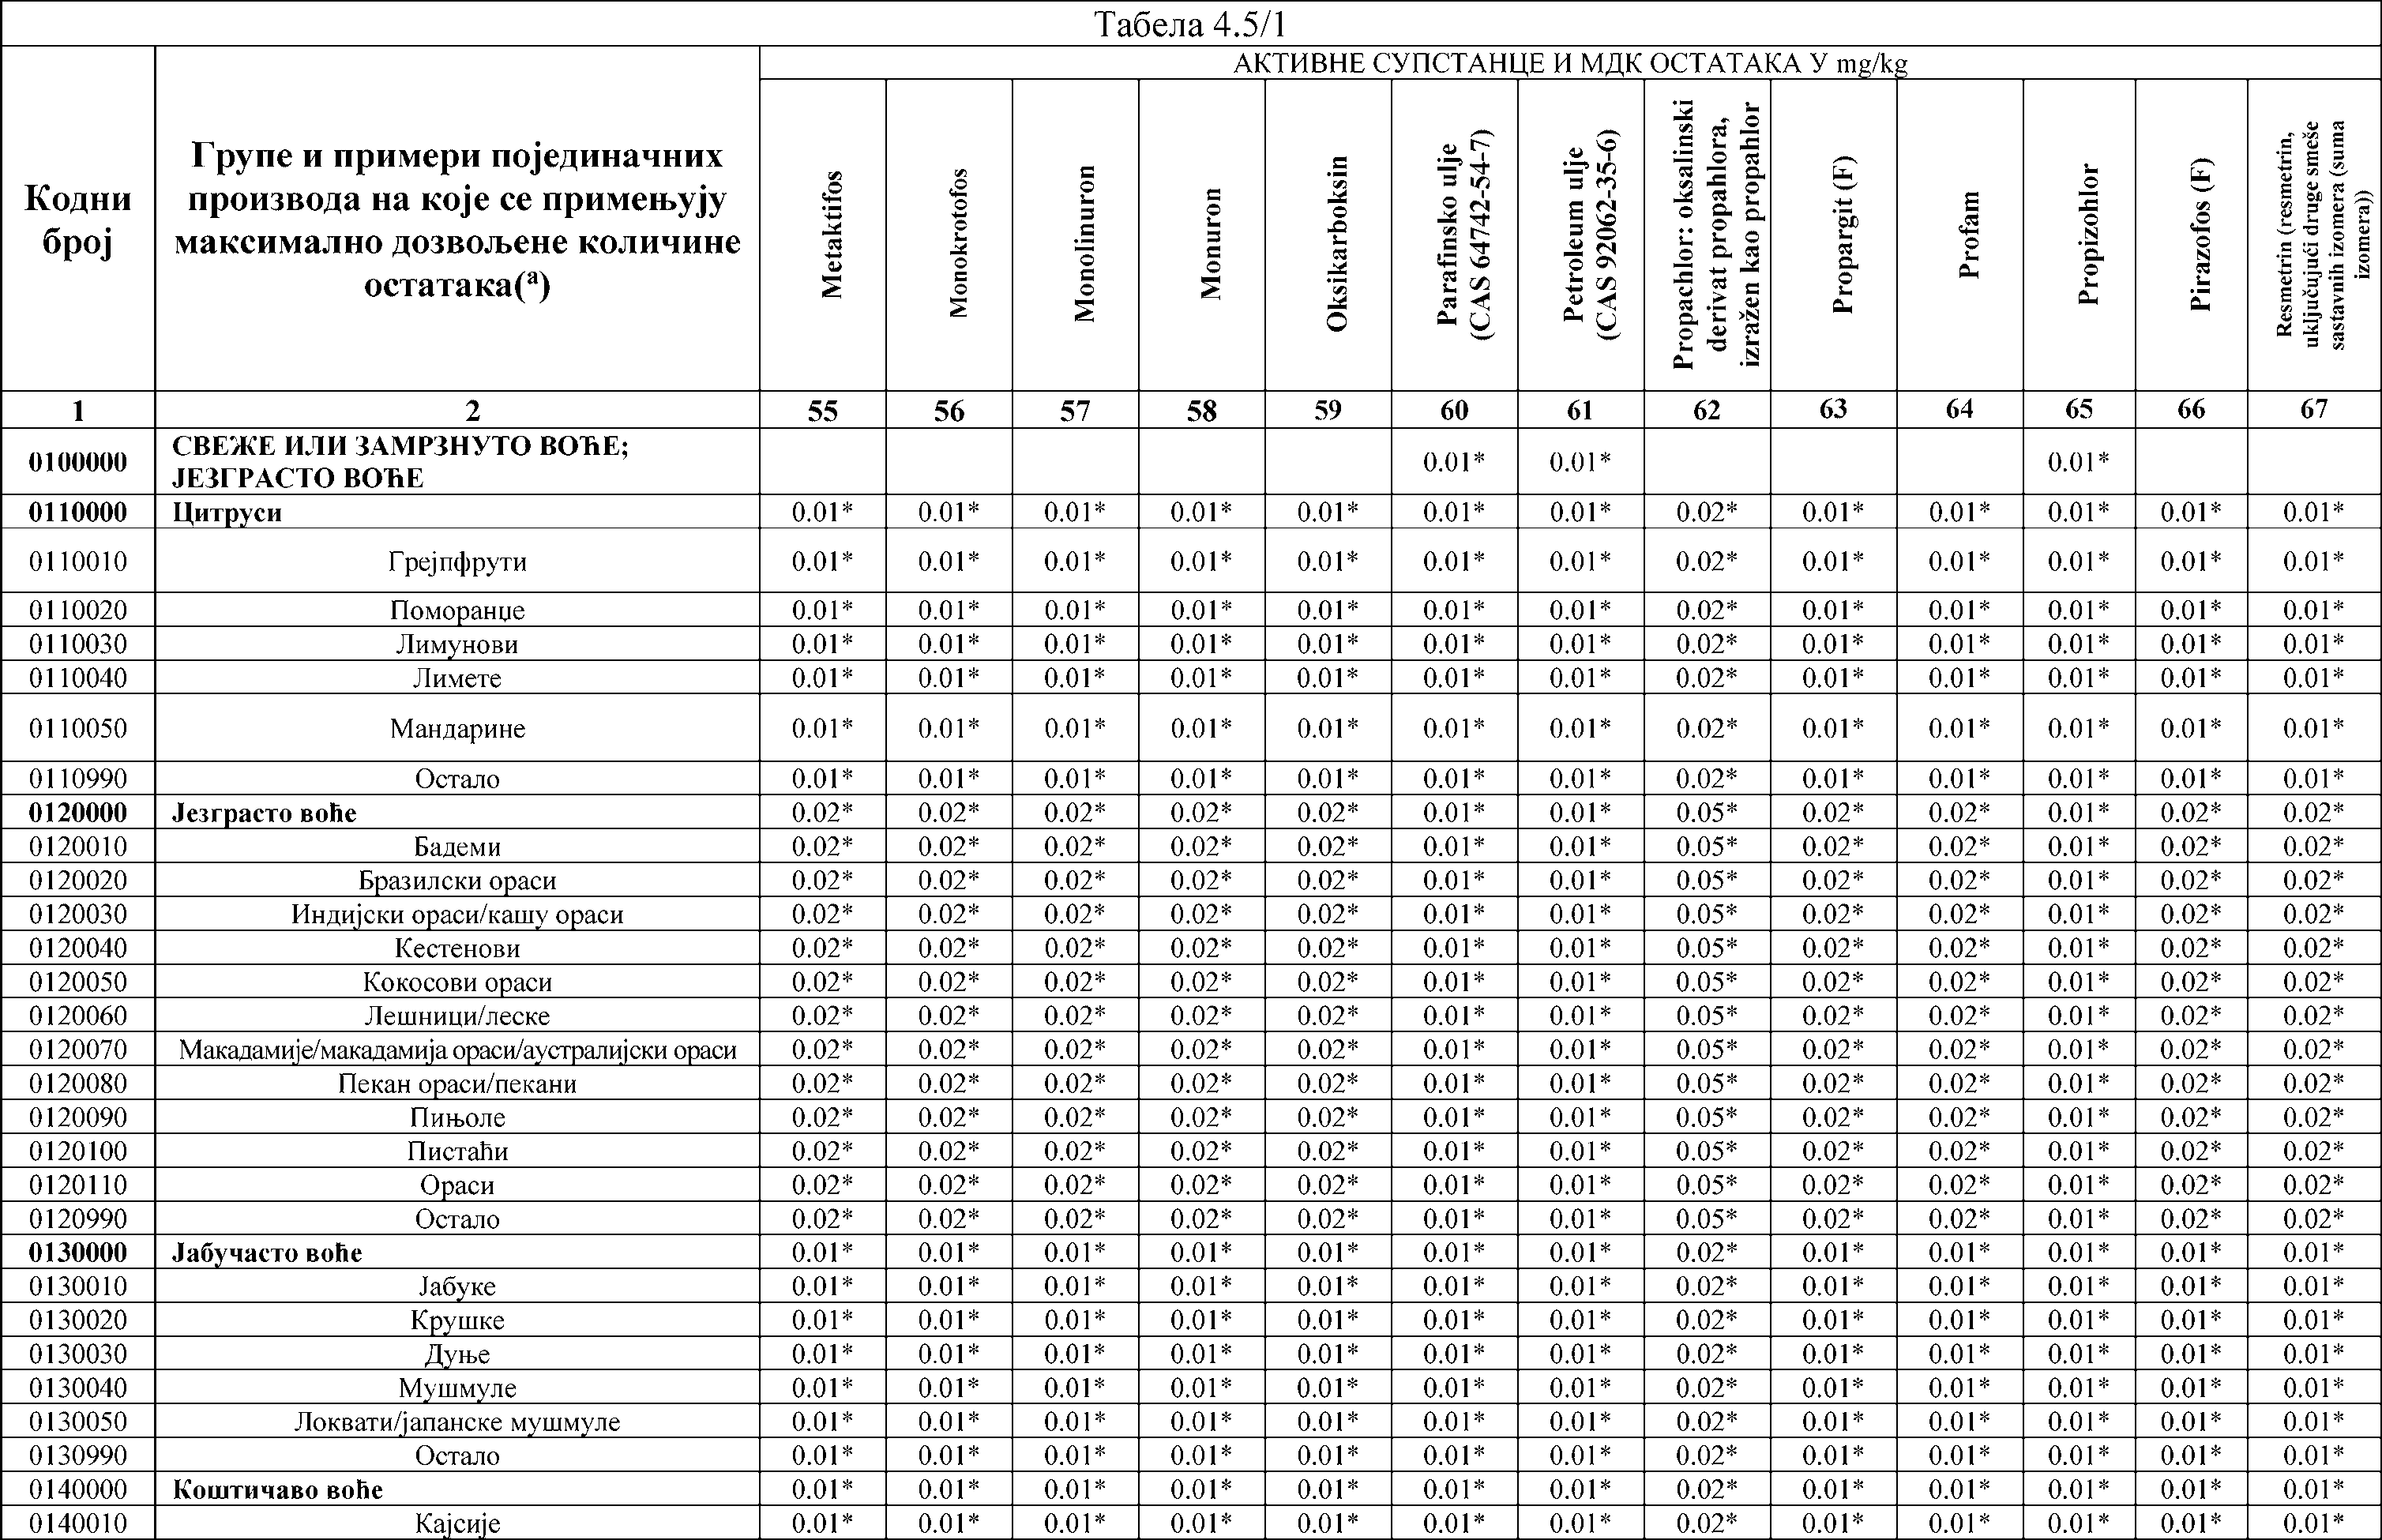 Табела 4.5/1
АКТИВНЕ СУПСТАНЦЕ И МДК ОСТАТАКА У mg/kg
Кодни
број
Групе и примери појединачних
производа на које се примењују
максимално дозвољене количине
остатака(а)
Metaktifos
Monokrotofos
Monolinuron
Monuron
Oksikarboksin
Parafinsko ulje
(CAS 64742-54-7)
Petroleum ulje
(CAS 92062-35-6)
Propachlor: oksalinski
derivat propahlora,
izražen kao propahlor
Propargit (F)
Profam
Propizohlor
Pirazofos (F)
Resmetrin (resmetrin,
uključujući druge smeše
sastavnih izomera (suma
izomera))
1 2 55 56 57 58 59 60 61 62 63 64 65 66 67
0100000 СВЕЖЕ ИЛИ ЗАМРЗНУТО ВОЋЕ;
ЈЕЗГРАСТО ВОЋЕ 0.01* 0.01* 0.01*
0110000 Цитруси 0.01* 0.01* 0.01* 0.01* 0.01* 0.01* 0.01* 0.02* 0.01* 0.01* 0.01* 0.01* 0.01*
0110010 Грејпфрути 0.01* 0.01* 0.01* 0.01* 0.01* 0.01* 0.01* 0.02* 0.01* 0.01* 0.01* 0.01* 0.01*
0110020 Поморанџе 0.01* 0.01* 0.01* 0.01* 0.01* 0.01* 0.01* 0.02* 0.01* 0.01* 0.01* 0.01* 0.01*
0110030 Лимунови 0.01* 0.01* 0.01* 0.01* 0.01* 0.01* 0.01* 0.02* 0.01* 0.01* 0.01* 0.01* 0.01*
0110040 Лимете 0.01* 0.01* 0.01* 0.01* 0.01* 0.01* 0.01* 0.02* 0.01* 0.01* 0.01* 0.01* 0.01*
0110050 Мандарине 0.01* 0.01* 0.01* 0.01* 0.01* 0.01* 0.01* 0.02* 0.01* 0.01* 0.01* 0.01* 0.01*
0110990 Остало 0.01* 0.01* 0.01* 0.01* 0.01* 0.01* 0.01* 0.02* 0.01* 0.01* 0.01* 0.01* 0.01*
0120000 Језграсто воће 0.02* 0.02* 0.02* 0.02* 0.02* 0.01* 0.01* 0.05* 0.02* 0.02* 0.01* 0.02* 0.02*
0120010 Бадеми 0.02* 0.02* 0.02* 0.02* 0.02* 0.01* 0.01* 0.05* 0.02* 0.02* 0.01* 0.02* 0.02*
0120020 Бразилски ораси 0.02* 0.02* 0.02* 0.02* 0.02* 0.01* 0.01* 0.05* 0.02* 0.02* 0.01* 0.02* 0.02*
0120030 Индијски ораси/кашу ораси 0.02* 0.02* 0.02* 0.02* 0.02* 0.01* 0.01* 0.05* 0.02* 0.02* 0.01* 0.02* 0.02*
0120040 Кестенови 0.02* 0.02* 0.02* 0.02* 0.02* 0.01* 0.01* 0.05* 0.02* 0.02* 0.01* 0.02* 0.02*
0120050 Кокосови ораси 0.02* 0.02* 0.02* 0.02* 0.02* 0.01* 0.01* 0.05* 0.02* 0.02* 0.01* 0.02* 0.02*
0120060 Лешници/леске 0.02* 0.02* 0.02* 0.02* 0.02* 0.01* 0.01* 0.05* 0.02* 0.02* 0.01* 0.02* 0.02*
0120070 Макадамије/макадамија ораси/аустралијски ораси 0.02* 0.02* 0.02* 0.02* 0.02* 0.01* 0.01* 0.05* 0.02* 0.02* 0.01* 0.02* 0.02*
0120080 Пекан ораси/пекани 0.02* 0.02* 0.02* 0.02* 0.02* 0.01* 0.01* 0.05* 0.02* 0.02* 0.01* 0.02* 0.02*
0120090 Пињоле 0.02* 0.02* 0.02* 0.02* 0.02* 0.01* 0.01* 0.05* 0.02* 0.02* 0.01* 0.02* 0.02*
0120100 Пистаћи 0.02* 0.02* 0.02* 0.02* 0.02* 0.01* 0.01* 0.05* 0.02* 0.02* 0.01* 0.02* 0.02*
0120110 Ораси 0.02* 0.02* 0.02* 0.02* 0.02* 0.01* 0.01* 0.05* 0.02* 0.02* 0.01* 0.02* 0.02*
0120990 Остало 0.02* 0.02* 0.02* 0.02* 0.02* 0.01* 0.01* 0.05* 0.02* 0.02* 0.01* 0.02* 0.02*
0130000 Јабучасто воће 0.01* 0.01* 0.01* 0.01* 0.01* 0.01* 0.01* 0.02* 0.01* 0.01* 0.01* 0.01* 0.01*
0130010 Јабуке 0.01* 0.01* 0.01* 0.01* 0.01* 0.01* 0.01* 0.02* 0.01* 0.01* 0.01* 0.01* 0.01*
0130020 Крушке 0.01* 0.01* 0.01* 0.01* 0.01* 0.01* 0.01* 0.02* 0.01* 0.01* 0.01* 0.01* 0.01*
0130030 Дуње 0.01* 0.01* 0.01* 0.01* 0.01* 0.01* 0.01* 0.02* 0.01* 0.01* 0.01* 0.01* 0.01*
0130040 Мушмуле 0.01* 0.01* 0.01* 0.01* 0.01* 0.01* 0.01* 0.02* 0.01* 0.01* 0.01* 0.01* 0.01*
0130050 Локвати/јапанске мушмуле 0.01* 0.01* 0.01* 0.01* 0.01* 0.01* 0.01* 0.02* 0.01* 0.01* 0.01* 0.01* 0.01*
0130990 Остало 0.01* 0.01* 0.01* 0.01* 0.01* 0.01* 0.01* 0.02* 0.01* 0.01* 0.01* 0.01* 0.01*
0140000 Коштичаво воће 0.01* 0.01* 0.01* 0.01* 0.01* 0.01* 0.01* 0.02* 0.01* 0.01* 0.01* 0.01* 0.01*
0140010 Кајсије 0.01* 0.01* 0.01* 0.01* 0.01* 0.01* 0.01* 0.02* 0.01* 0.01* 0.01* 0.01* 0.01*